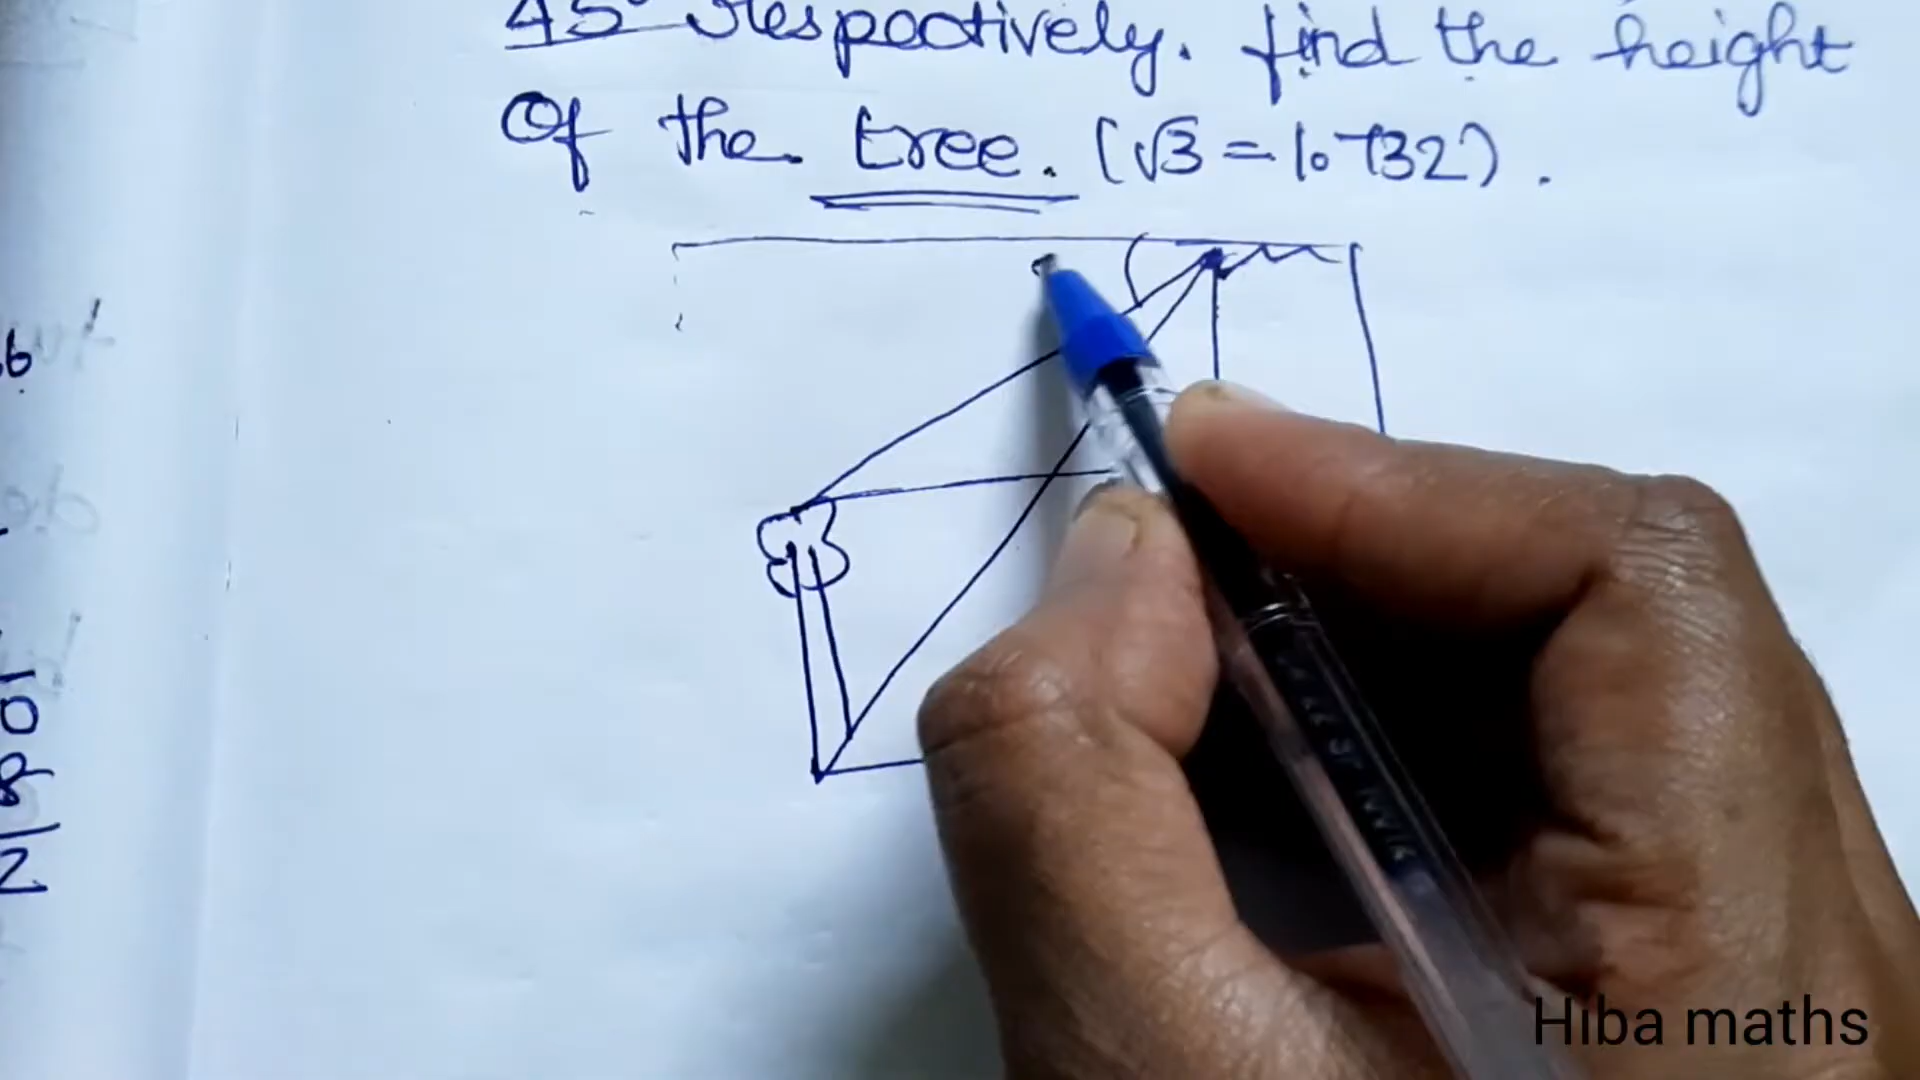 45° respectively. find the height
Of the tree. (√3 = 1.732).
Hiba maths